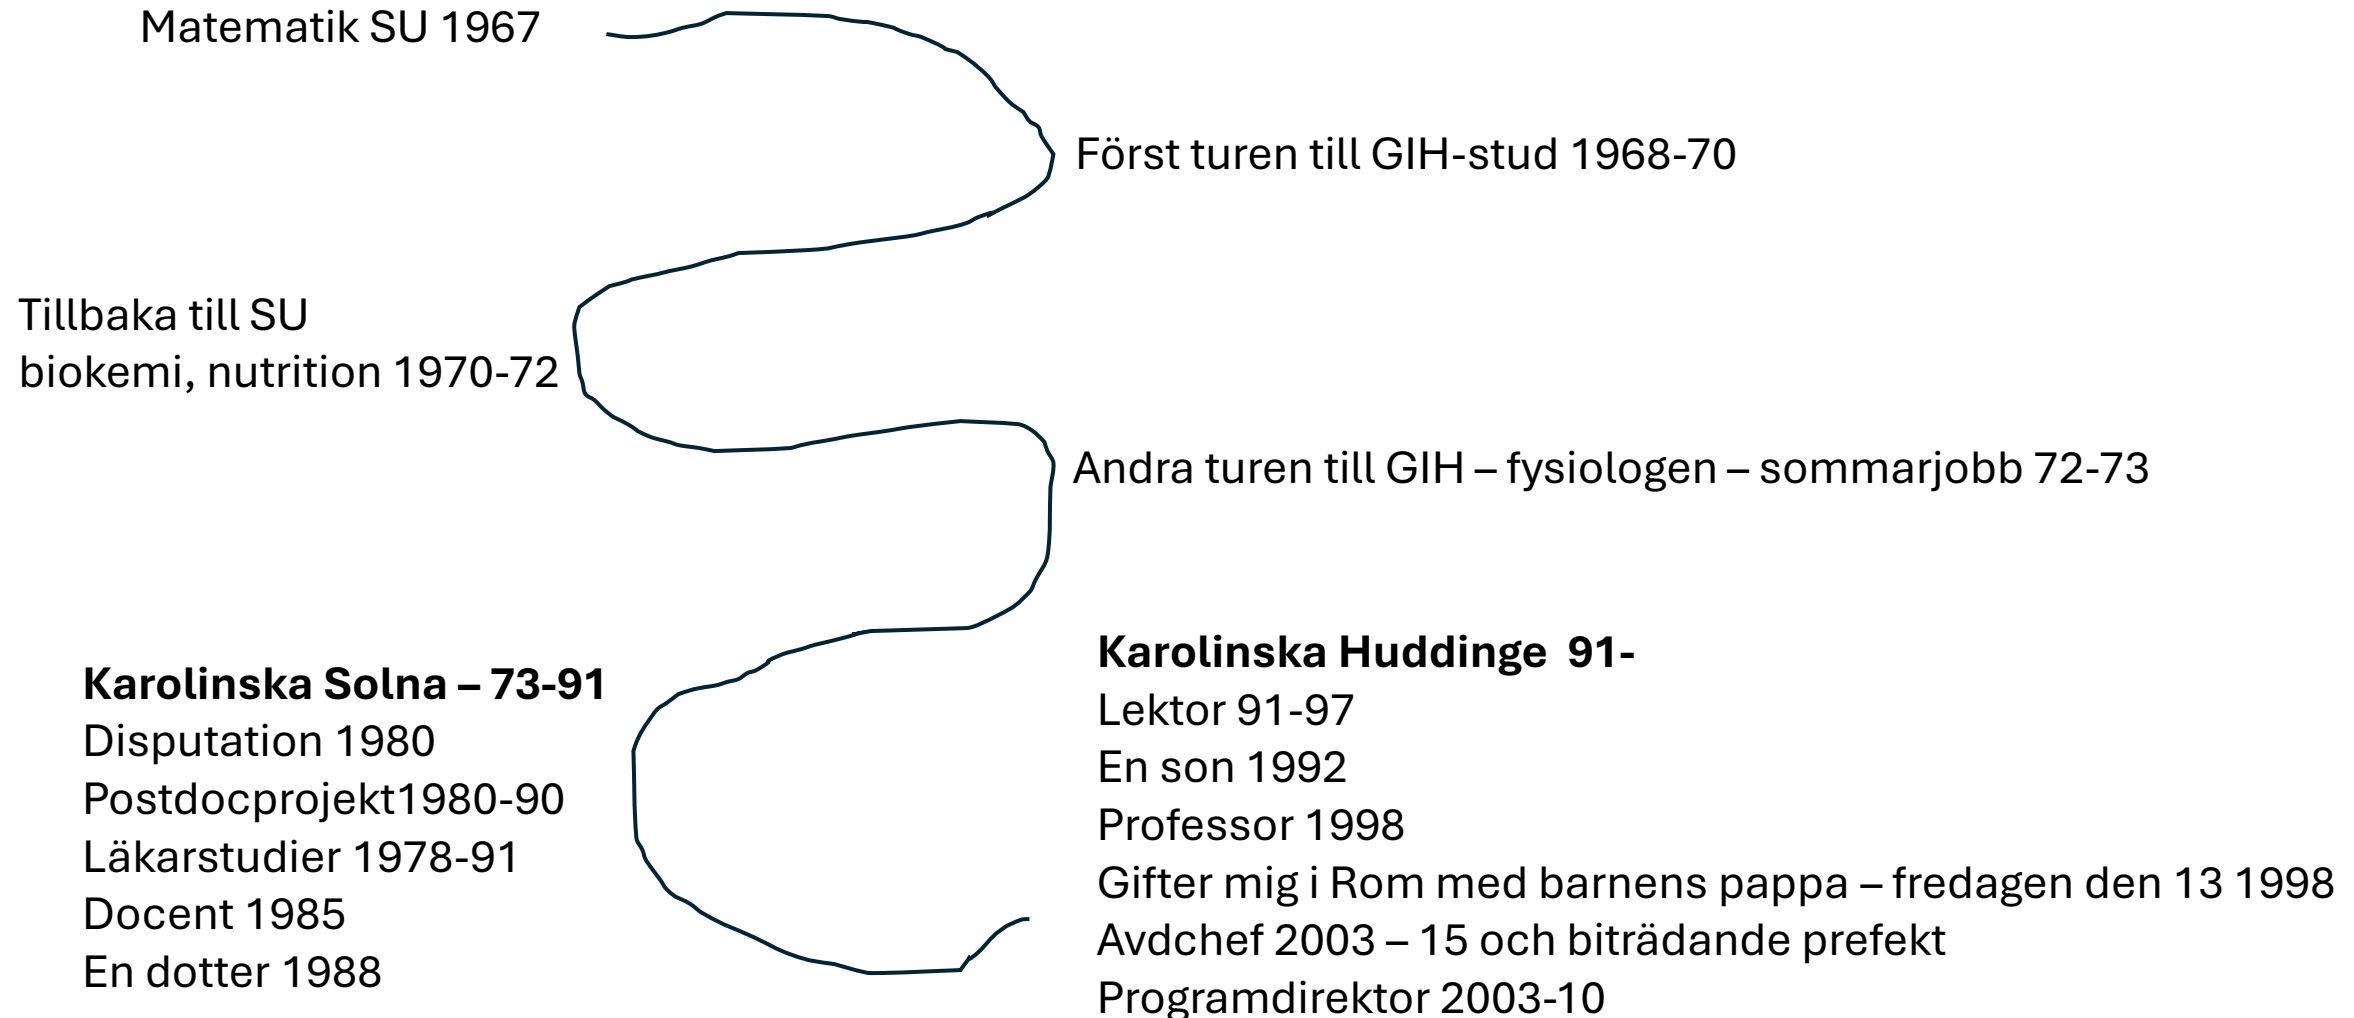 Matematik SU 1967
Först turen till GIH-stud 1968-70
Tillbaka till SU
biokemi, nutrition 1970-72
Andra turen till GIH – fysiologen – sommarjobb 72-73
Karolinska Solna – 73-91
Disputation 1980
Postdocprojekt1980-90
Läkarstudier 1978-91
Docent 1985
En dotter 1988
Karolinska Huddinge  91-
Lektor 91-97
En son 1992
Professor 1998
Gifter mig i Rom med barnens pappa – fredagen den 13 1998
Avdchef 2003 – 15 och biträdande prefekt
Programdirektor 2003-10